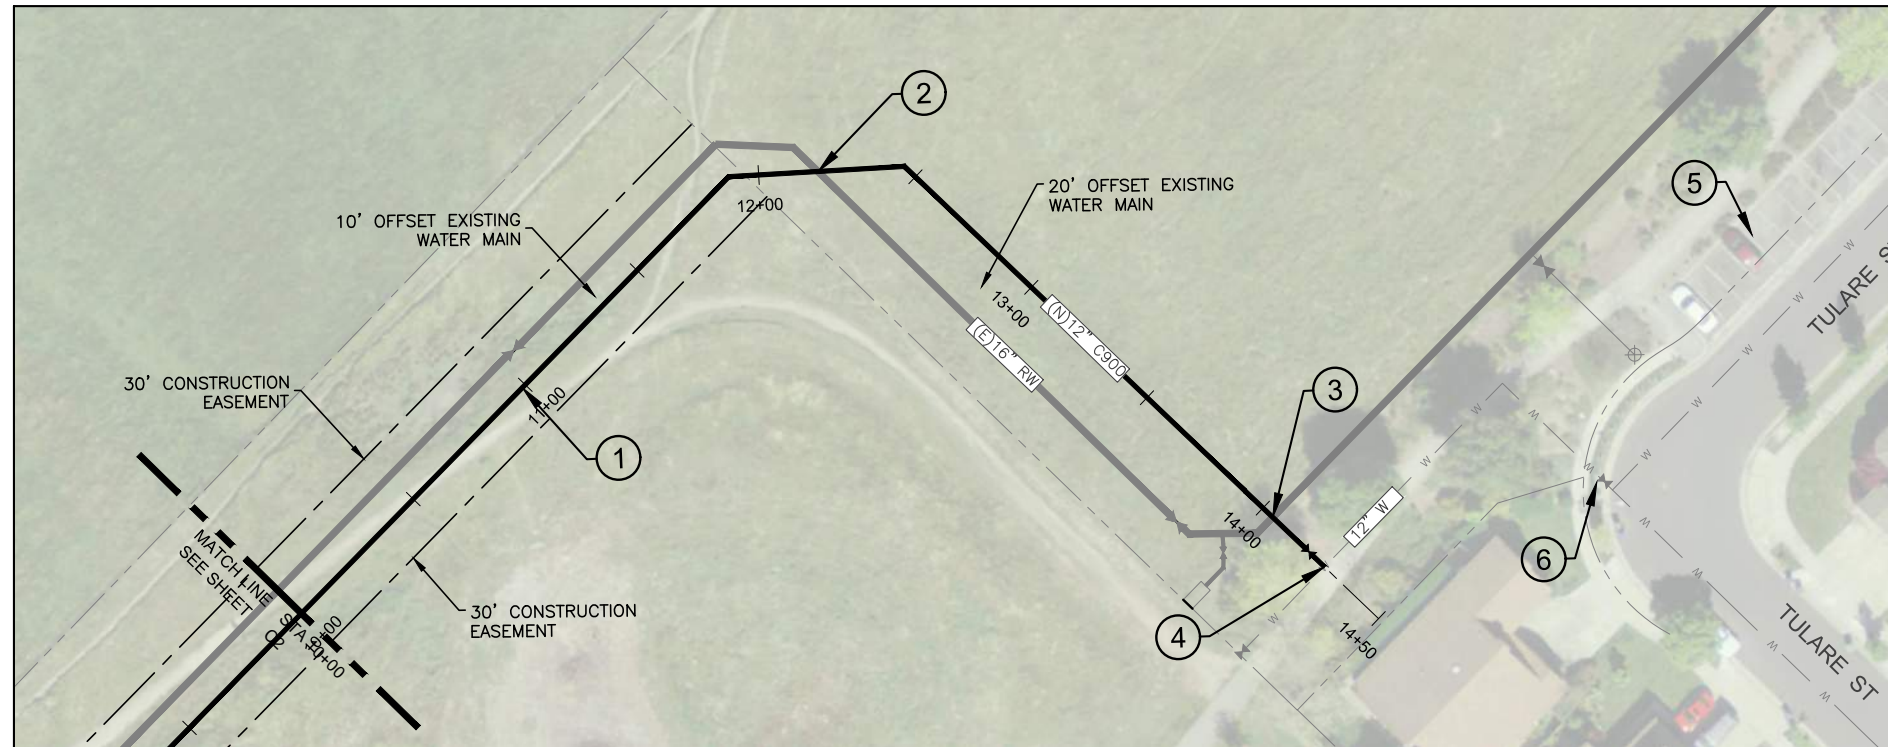 2
20' OFFSET EXISTING
WATER MAIN
5
12+00
10' OFFSET EXISTING
WATER MAIN
TULARE
13+00
(N)12" C900
(E)16" RW
30' CONSTRUCTION
EASEMENT
11+00
3
1
12" W
14+00
6
MATCH LINE
SEE SHEET
30' CONSTRUCTION
EASEMENT
4
14+50
TULARE ST
10+00
W
W
W
W
W
W
W
W
W
W
W